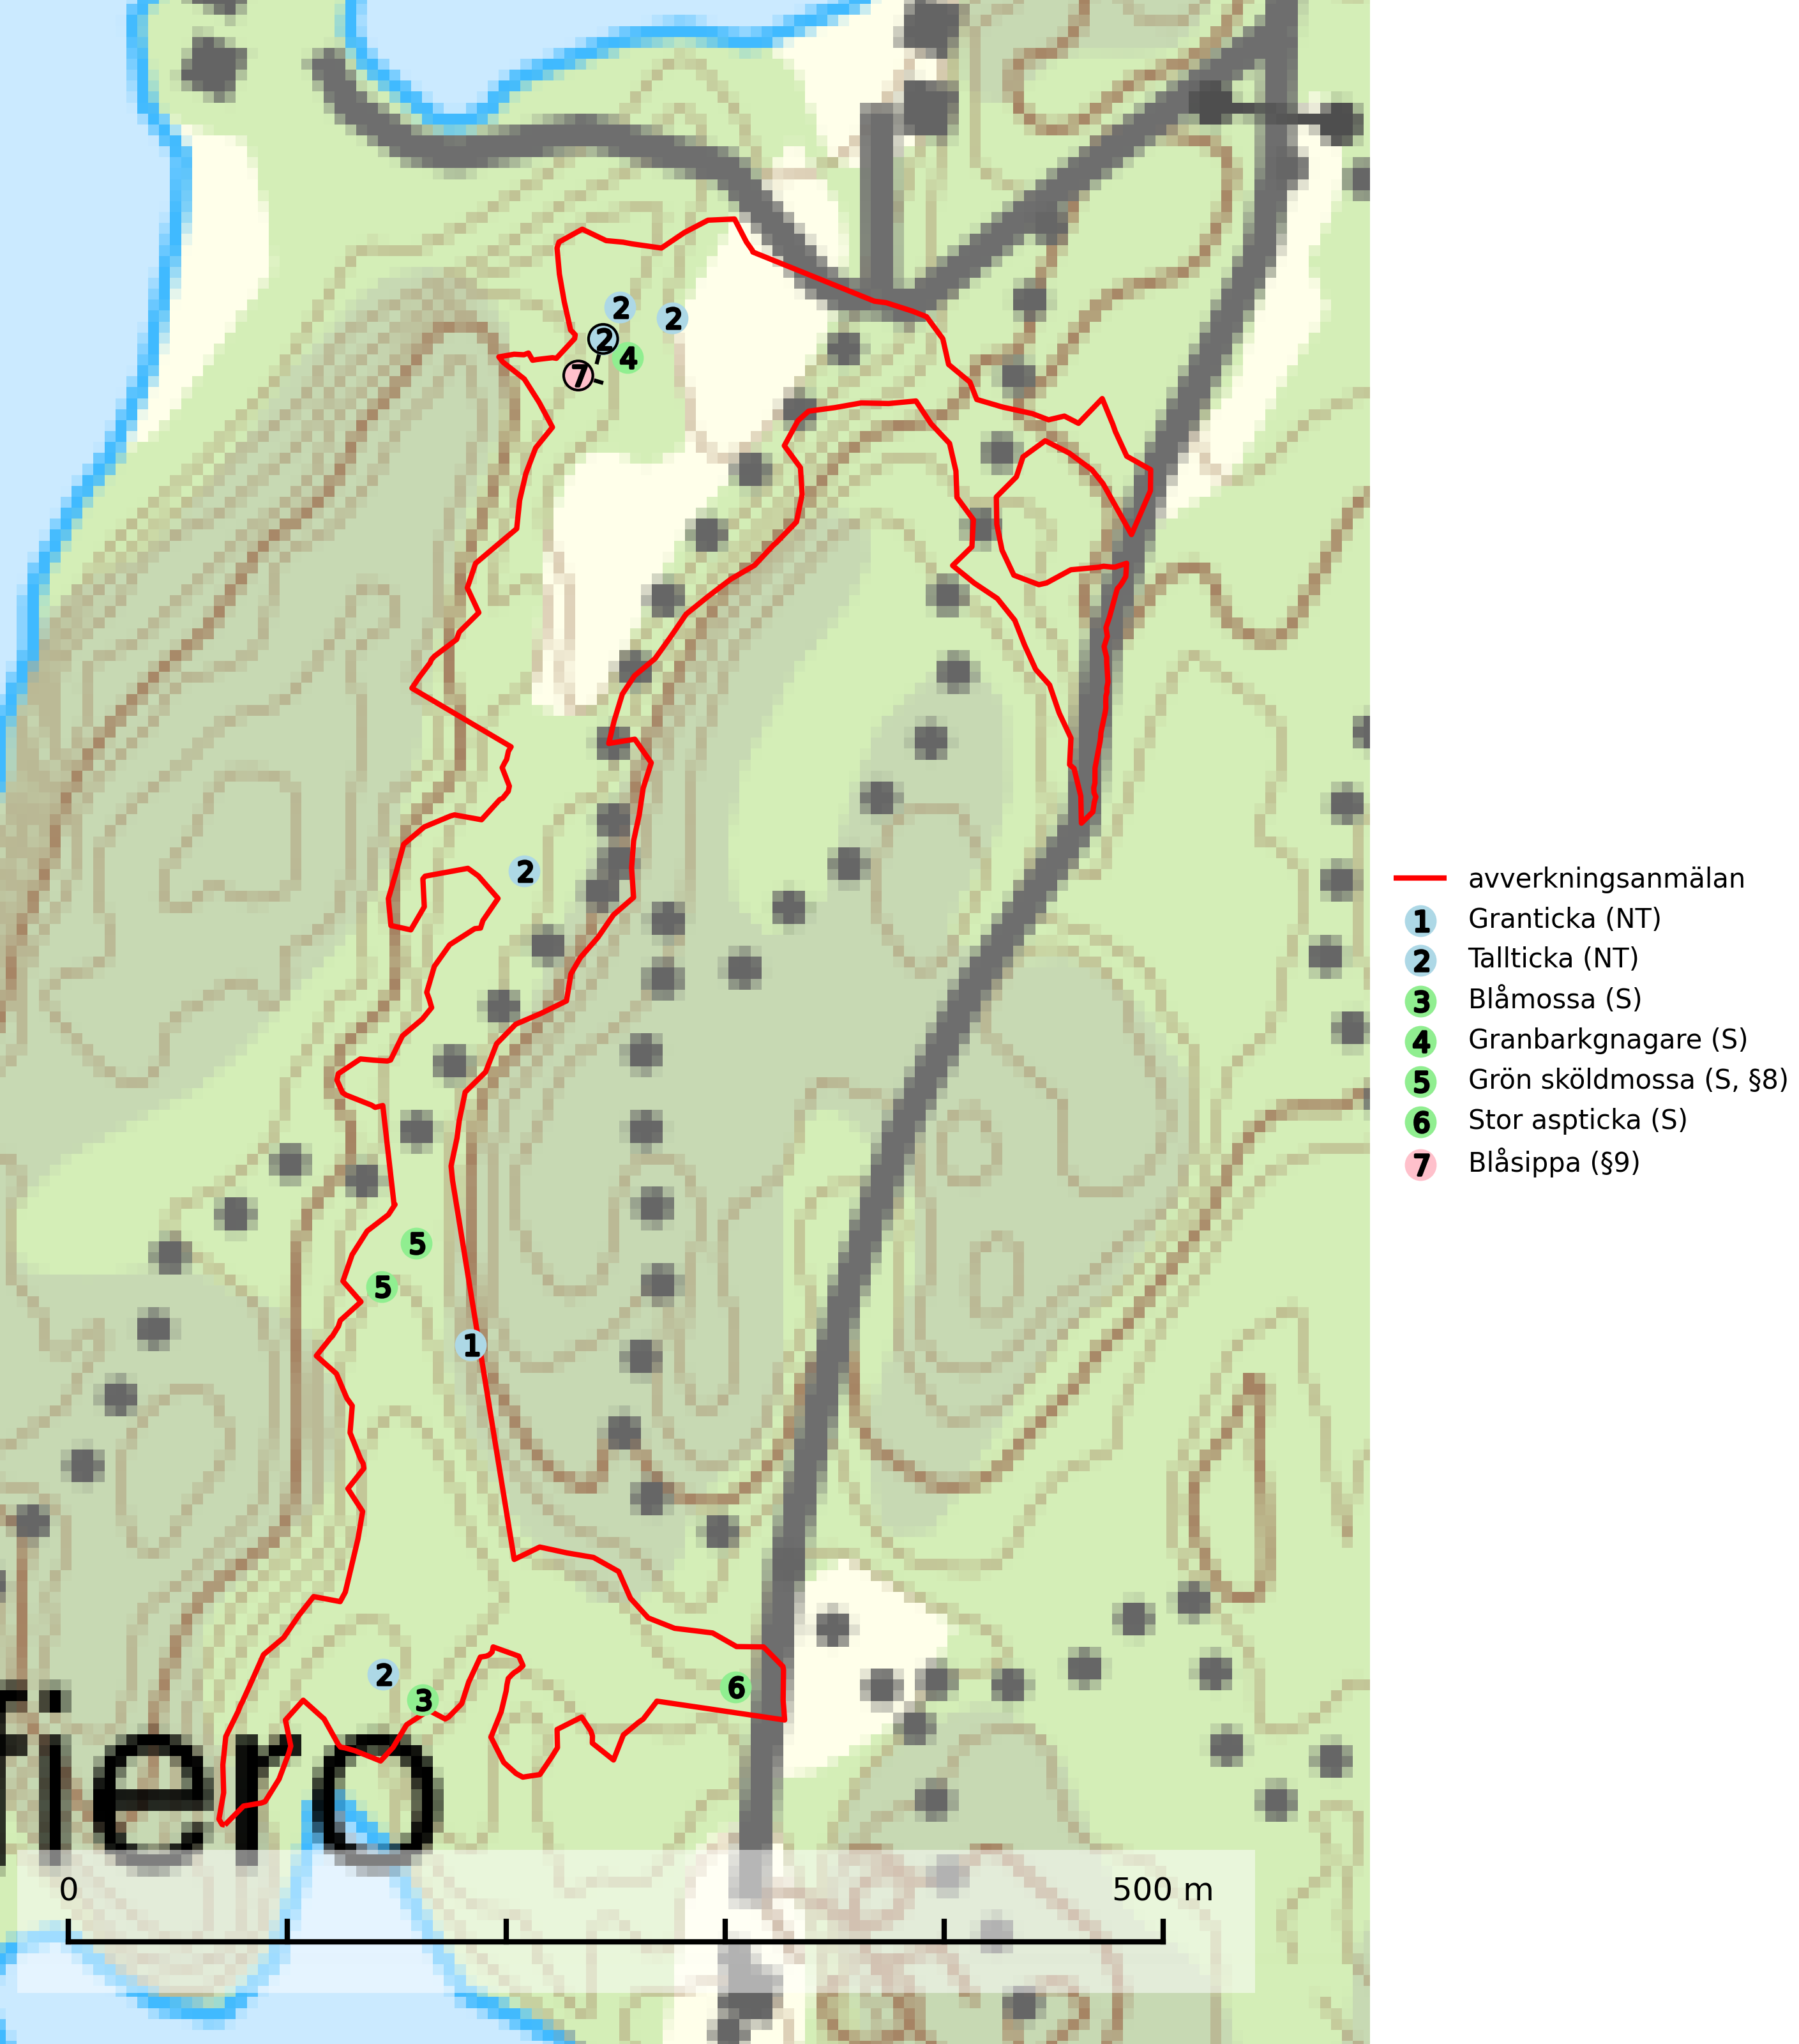 2
2
2
4
7
2
5
5
1
2
3
6
fiero
0
500 m
avverkningsanmälan
1 Granticka (NT)
2 Tallticka (NT)
3 Blåmossa (S)
4 Granbarkgnagare (S)
5 Grön sköldmossa (S, §8)
6 Stor aspticka (S)
7 Blåsippa (§9)